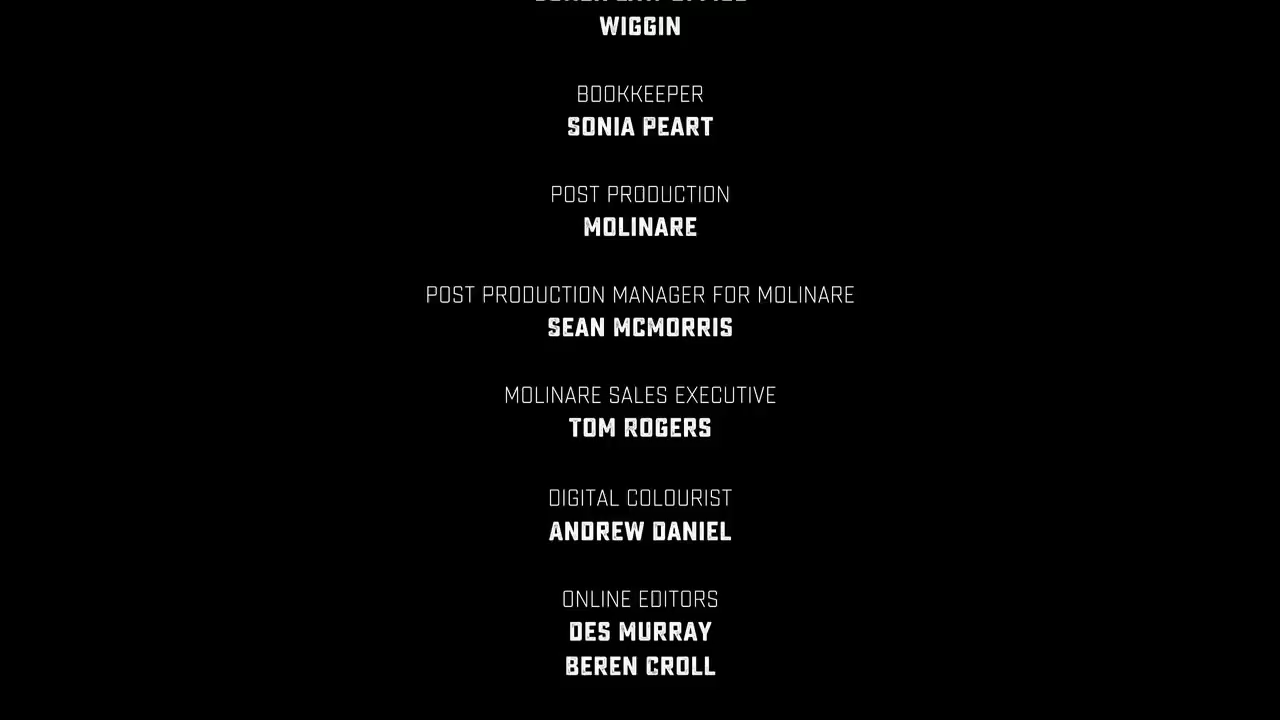 WIGGIN
BOOKKEEPER
SONIA PEART
POST PRODUCTION
MOLINARE
POST PRODUCTION MANAGER FOR MOLINARE
SEAN MCMORRIS
MOLINARE SALES EXECUTIVE
TOM ROGERS
DIGITAL COLOURIST
ANDREW DANIEL
ONLINE EDITORS
DES MURRAY
BEREN CROLL